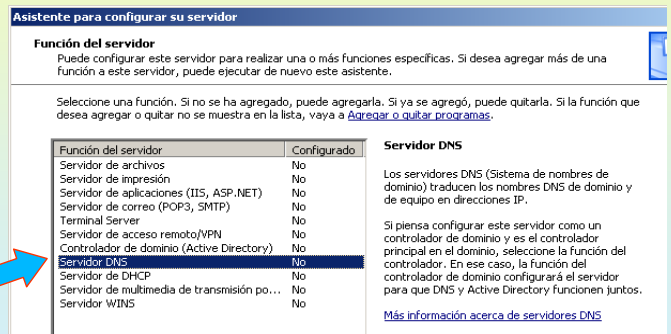 Asistente para configurar su servidor
Función del servidor
Puede configurar este servidor para realizar una o más funciones específicas. Si desea agregar más de una
función a este servidor, puede ejecutar de nuevo este asistente.
Seleccione una función. Si no se ha agregado, puede agregarla. Si ya se agregó, puede quitarla. Si la función que
desea agregar o quitar no se muestra en la lista, vaya a Agregar o quitar programas.
Función del servidor Configurado
Servidor de archivos No
Servidor de impresión No
Servidor de aplicaciones (IIS, ASP.NET) No
Servidor de correo (POP3, SMTP) No
Terminal Server No
Servidor de acceso remoto/VPN No
Controlador de dominio (Active Directory) No
Servidor DNS No
Servidor de DHCP No
Servidor de multimedia de transmisión po... No
Servidor WINS No
Servidor DNS
Los servidores DNS (Sistema de nombres de
dominio) traducen los nombres DNS de dominio y
de equipo en direcciones IP.
Si piensa configurar este servidor como un
controlador de dominio y es el controlador
principal en el dominio, seleccione la función del
controlador. En ese caso, la función del
controlador de dominio configurará el servidor
para que DNS y Active Directory funcionen juntos.
Más información acerca de servidores DNS